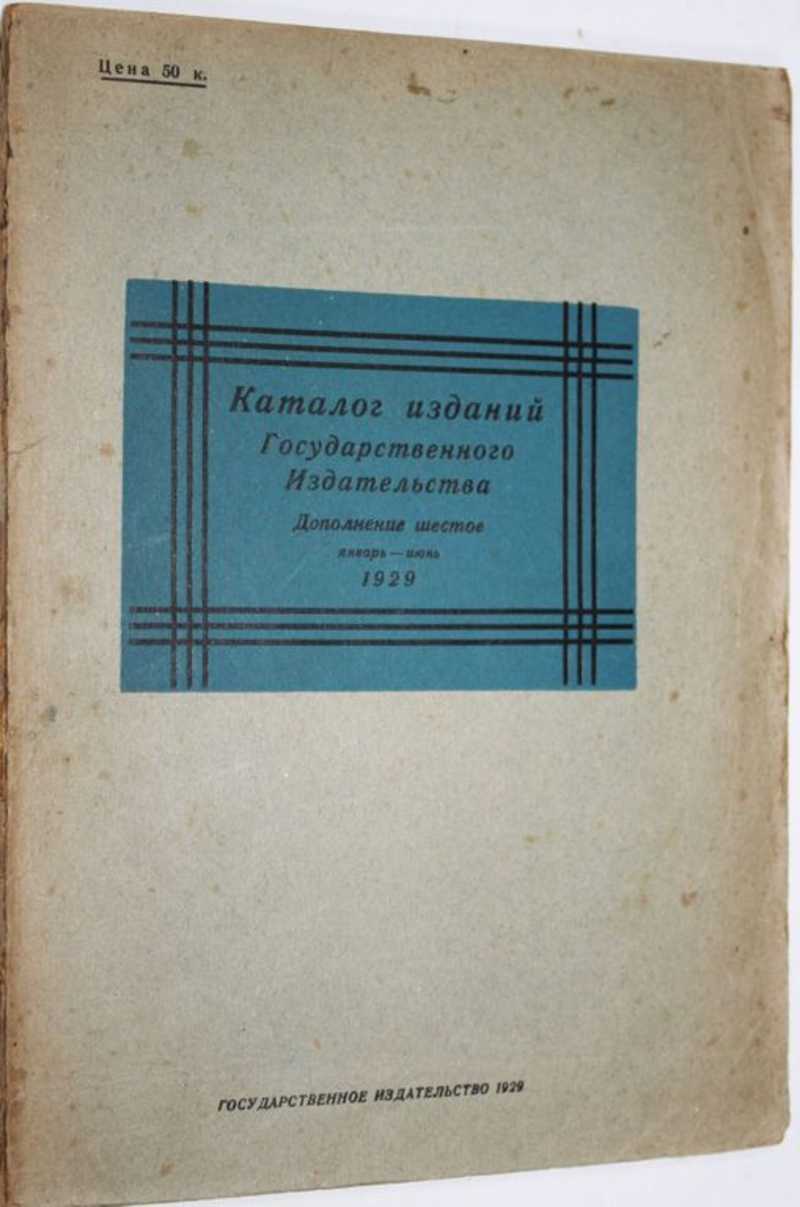 Цена 50 к.
Каталог изданий
Государственного
Издательства
Дополнение шестое
январь — июнь
1929
ГОСУДАРСТВЕННОЕ ИЗДАТЕЛЬСТВО 1929